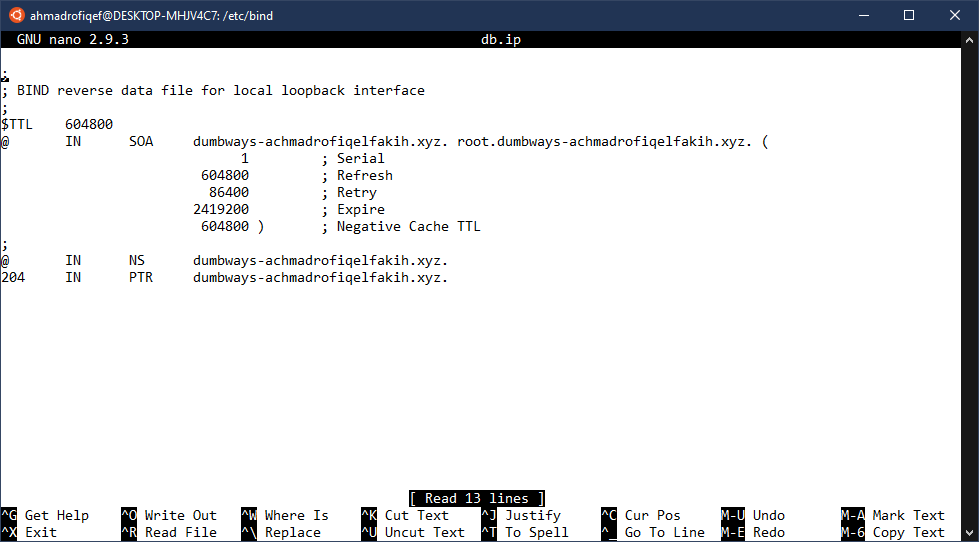 ahmadrofiqef@DESKTOP-MHJV4C7: /etc/bind
GNU nano 2.9.3 db.ip
;
; BIND reverse data file for local loopback interface
;
$TTL 604800
@ IN SOA dumbways-achmadrofiqelfakih.xyz. root.dumbways-achmadrofiqelfakih.xyz. (
1 ; Serial
604800 ; Refresh
86400 ; Retry
2419200 ; Expire
604800 ) ; Negative Cache TTL
;
@ IN NS dumbways-achmadrofiqelfakih.xyz.
204 IN PTR dumbways-achmadrofiqelfakih.xyz.
[ Read 13 lines ]
^G Get Help ^O Write Out ^W Where Is ^K Cut Text ^J Justify ^C Cur Pos M-U Undo M-A Mark Text
^X Exit ^R Read File ^\ Replace ^U Uncut Text ^T To Spell ^_ Go To Line M-E Redo M-6 Copy Text